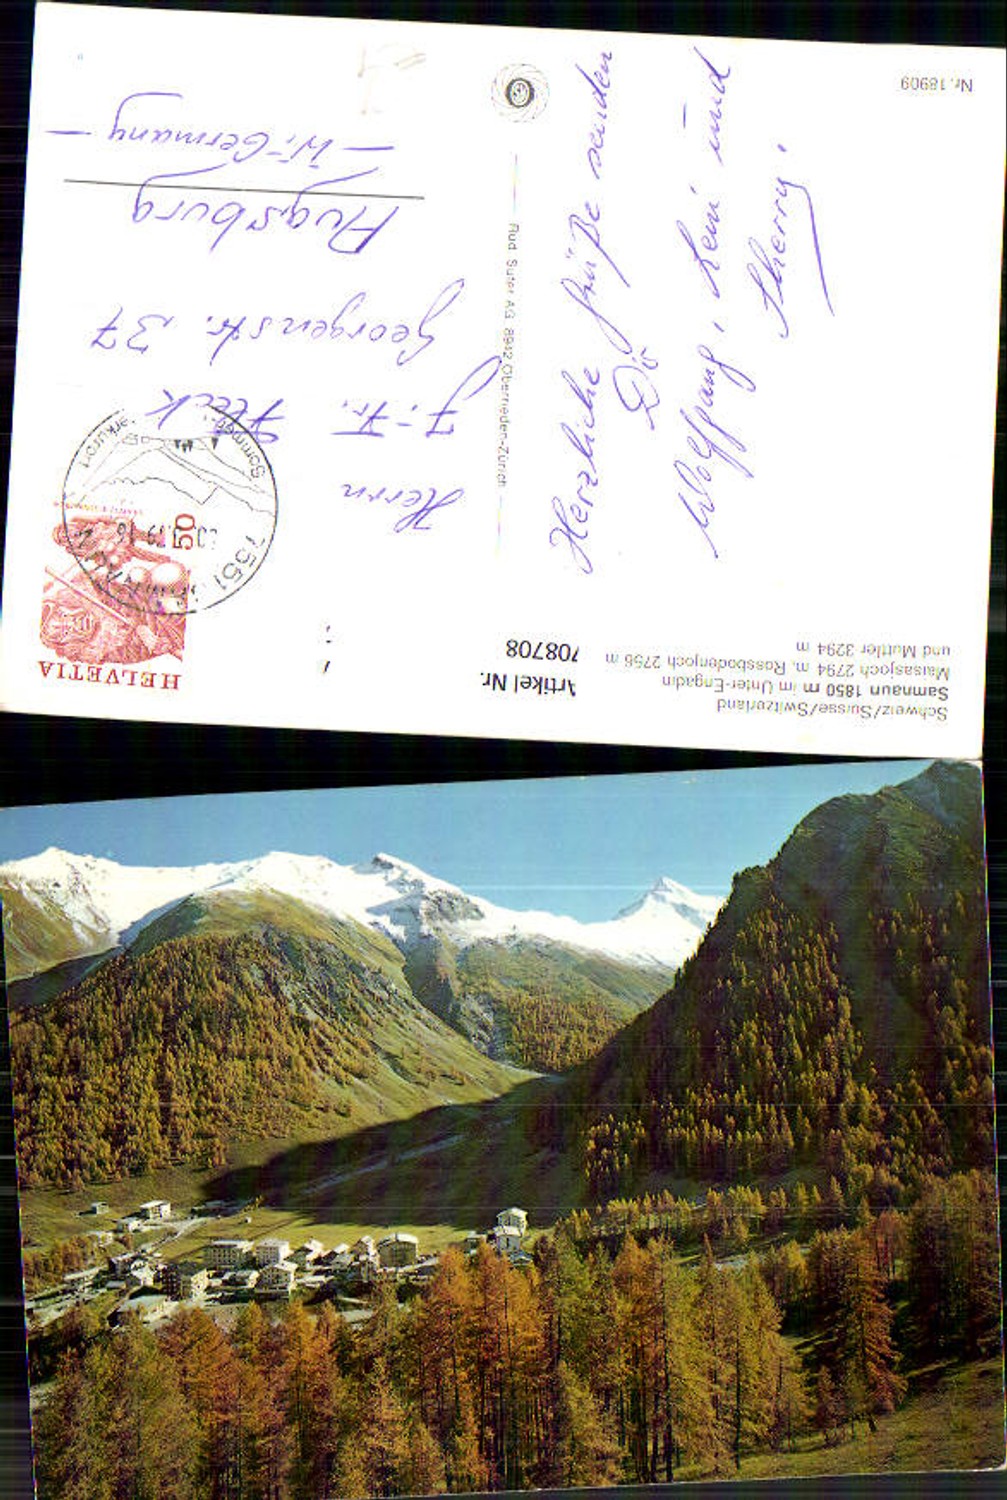 Schweiz/Suisse/Switzerland
Samnaun 1850 m im Unter-Engadin
Maisasjoch 2794 m, Rossbodenjoch 2756 m
und Muttler 3294 m
Artikel Nr.
708708
HELVETIA
50
7551
Herzliche Grüße senden
Dir
Wolfgang, Leni und
Sherry
Rud. Suter AG 8942 Oberrieden-Zürich
Herrn
Georgenstr. 37
Augsburg
— W.-Germany —
Nr. 18909